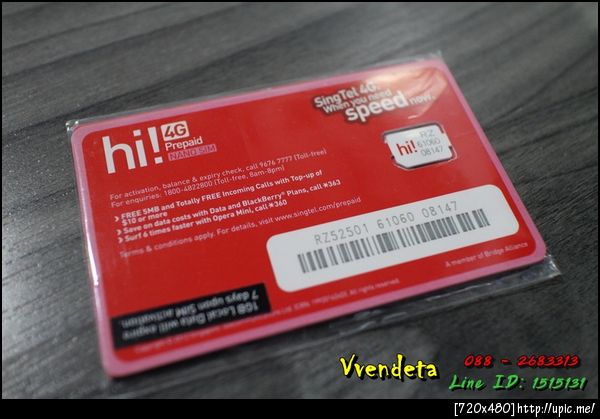 hi! 4G
Prepaid
NANO SIM
SingTel 4G.
When you need
speed now.
hi!
RZ
61060
08147
For activation, balance & expiry check, call 9676 7777 (Toll-free)
For enquiries: 1800-4822800 (Toll-free, 8am-8pm)
> FREE 5MB and Totally FREE Incoming Calls with Top-up of
$10 or more
> Save on data costs with Data and BlackBerry® Plans, call *363
> Surf 6 times faster with Opera Mini, call *360
Terms & conditions apply. For details, visit www.singtel.com/prepaid
RZ52501 61060 08147
A member of Bridge Alliance
1GB Local Data will expire
7 days upon SIM
activation.
All rights reserved.
Vvendeta
088 - 2683313
Line ID: 1515131
[720x480]http://upic.me/